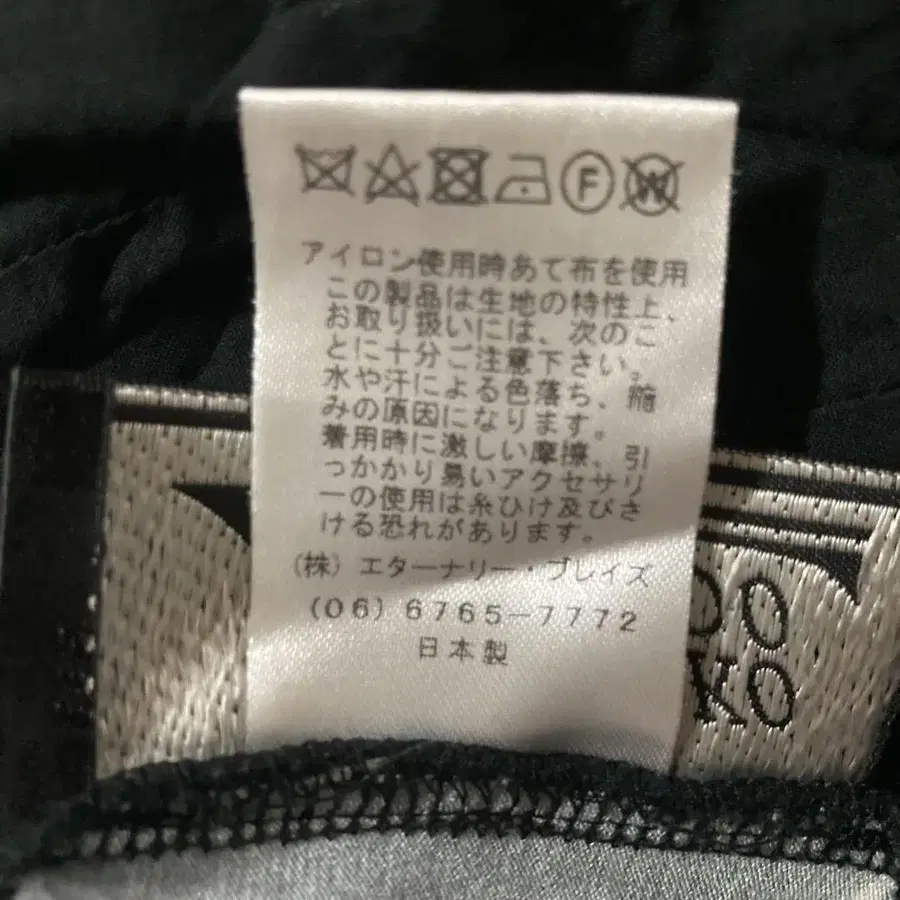 F W
アイロン使用時あて布を使用
この製品は生地の特性上、
お取り扱いには、次のこ
とに十分ご注意下さい。
水や汗による色落ち、縮
みの原因になります。
着用時に激しい摩擦、引
っかかり易いアクセサリ
ーの使用は糸ひけ及びさ
ける恐れがあります。
(株) エターナリー・ブレイズ
(06) 6765-7772
日本製